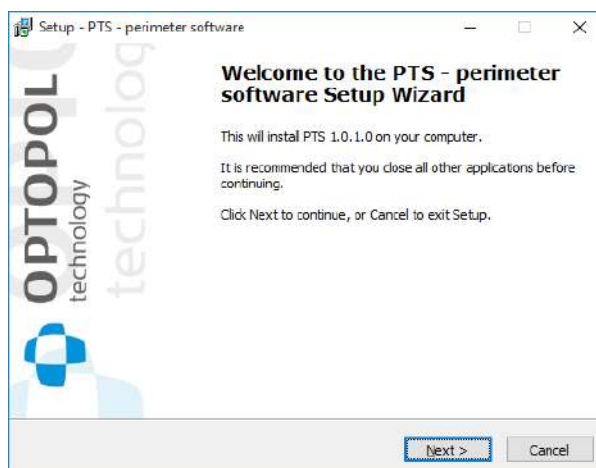 Setup - PTS - perimeter software
OPTOPOL
technology
technolog
Welcome to the PTS - perimeter
software Setup Wizard
This will install PTS 1.0.1.0 on your computer.
It is recommended that you close all other applications before
continuing.
Click Next to continue, or Cancel to exit Setup.
Next >
Cancel